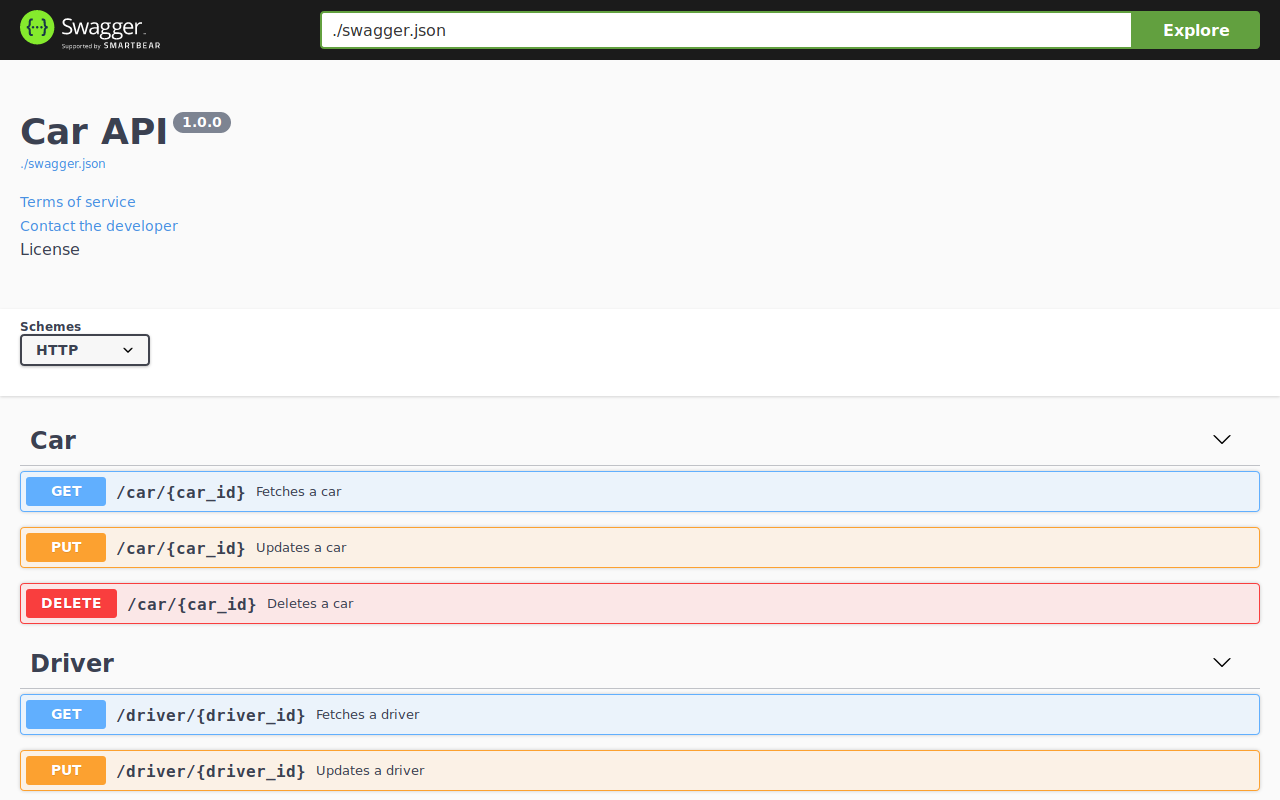 Swagger
Supported by SMARTBEAR
./swagger.json
Explore
Car API 1.0.0
./swagger.json
Terms of service
Contact the developer
License
Schemes
HTTP
Car
GET /car/{car_id} Fetches a car
PUT /car/{car_id} Updates a car
DELETE /car/{car_id} Deletes a car
Driver
GET /driver/{driver_id} Fetches a driver
PUT /driver/{driver_id} Updates a driver